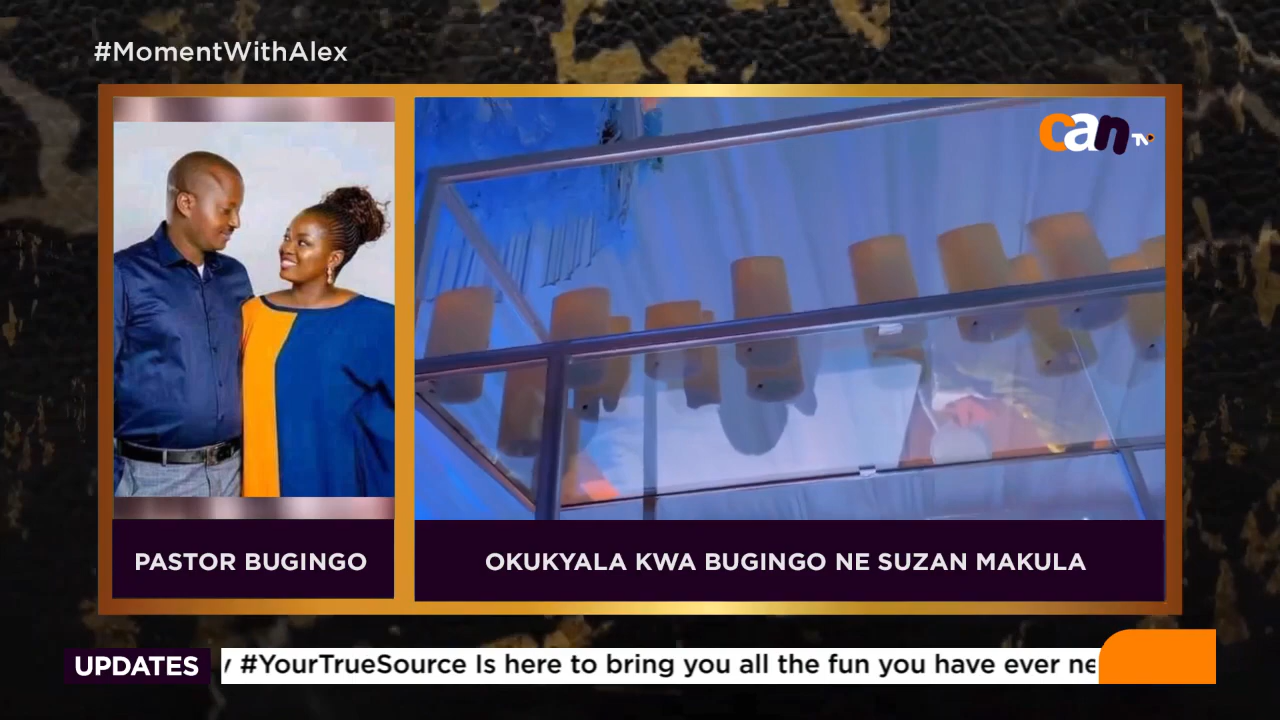 #MomentWithAlex
can TV
PASTOR BUGINGO
OKUKYALA KWA BUGINGO NE SUZAN MAKULA
UPDATES
#YourTrueSource Is here to bring you all the fun you have ever ne